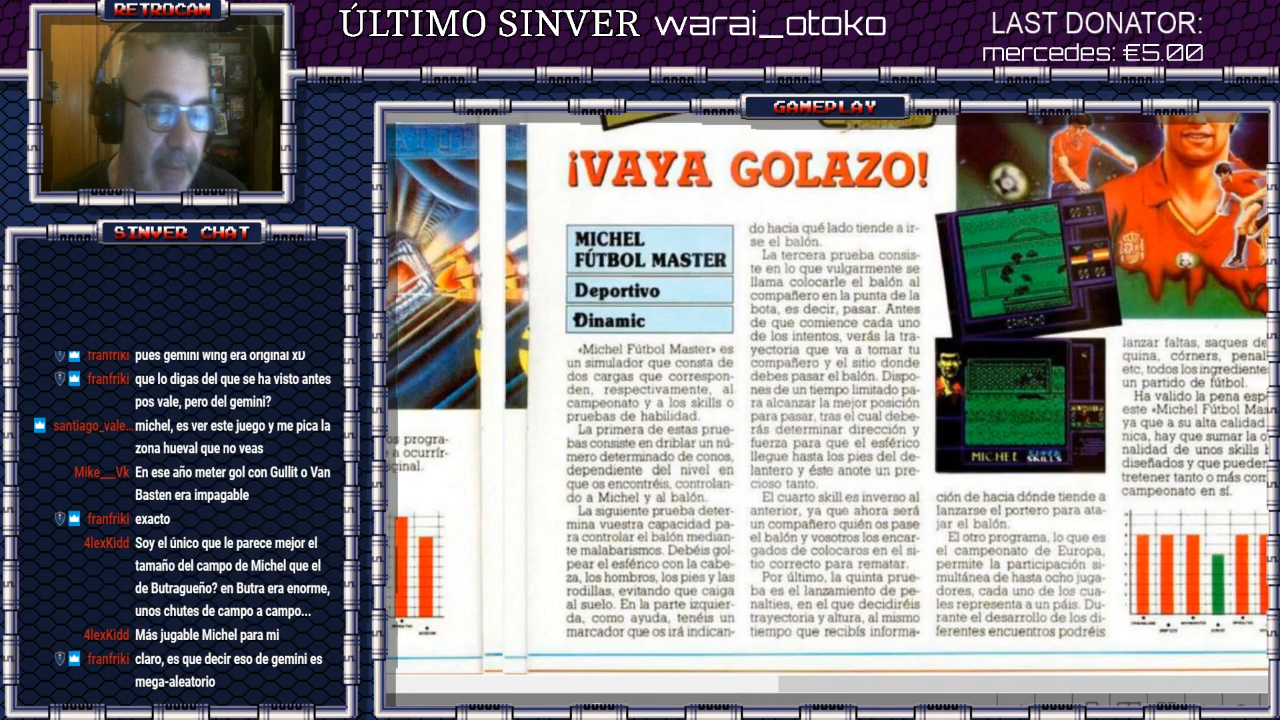 RETROCAM
ÚLTIMO SINVER warai_otoko
LAST DONATOR:
mercedes: €5.00
GAMEPLAY
SINVER CHAT
franfriki pues gemini wing era original xD
franfriki que lo digas del que se ha visto antes
pos vale, pero del gemini?
santiago_vale... michel, es ver este juego y me pica la
zona hueval que no veas
Mike___Vk En ese año meter gol con Gullit o Van
Basten era impagable
franfriki exacto
4lexKidd Soy el único que le parece mejor el
tamaño del campo de Michel que el
de Butragueño? en Butra era enorme,
unos chutes de campo a campo...
4lexKidd Más jugable Michel para mi
franfriki claro, es que decir eso de gemini es
mega-aleatorio
os progra-
a ocurrir-
ginal.
¡VAYA GOLAZO!
MICHEL
FÚTBOL MASTER
Deportivo
Dinamic
«Michel Fútbol Master» es
un simulador que consta de
dos cargas que correspon-
den, respectivamente, al
campeonato y a los skills o
pruebas de habilidad.
La primera de estas prue-
bas consiste en driblar un nú-
mero determinado de conos,
dependiente del nivel en
que os encontréis, controlan-
do a Michel y al balón.
La siguiente prueba deter-
mina vuestra capacidad pa-
ra controlar el balón median-
te malabarismos. Debéis gol-
pear el esférico con la cabe-
za, los hombros, los pies y las
rodillas, evitando que caiga
al suelo. En la parte izquier-
da, como ayuda, tenéis un
marcador que os irá indican-
do hacia qué lado tiende a ir-
se el balón.
La tercera prueba consis-
te en lo que vulgarmente se
llama colocarle el balón al
compañero en la punta de la
bota, es decir, pasar. Antes
de que comience cada uno
de los intentos, verás la tra-
yectoria que va a tomar tu
compañero y el sitio donde
debes pasar el balón. Dispo-
nes de un tiempo limitado pa-
ra alcanzar la mejor posición
para pasar, tras el cual debe-
rás determinar dirección y
fuerza para que el esférico
llegue hasta los pies del de-
lantero y éste anote un pre-
cioso tanto.
El cuarto skill es inverso al
anterior, ya que ahora será
un compañero quién os pase
el balón y vosotros los encar-
gados de colocaros en el si-
tio correcto para rematar.
Por último, la quinta prue-
ba es el lanzamiento de pe-
nalties, en el que decidiréis
trayectoria y altura, al mismo
tiempo que recibís informa-
CAMACHO
MICHEL SUPER
SKILLS
ción de hacia dónde tiende a
lanzarse el portero para ata-
jar el balón.
El otro programa, lo que es
el campeonato de Europa,
permite la participación si-
multánea de hasta ocho juga-
dores, cada uno de los cua-
les representa a un páis. Du-
rante el desarrollo de los di-
ferentes encuentros podréis
lanzar faltas, saques de
quina, córners, penal
etc, todos los ingrediente
un partido de fútbol.
Ha valido la pena esp
este «Michel Fútbol Mas
ya que a su alta calidad
nica, hay que sumar la o
nalidad de unos skills
diseñados y que pueden
tretener tanto o más com
campeonato en sí.